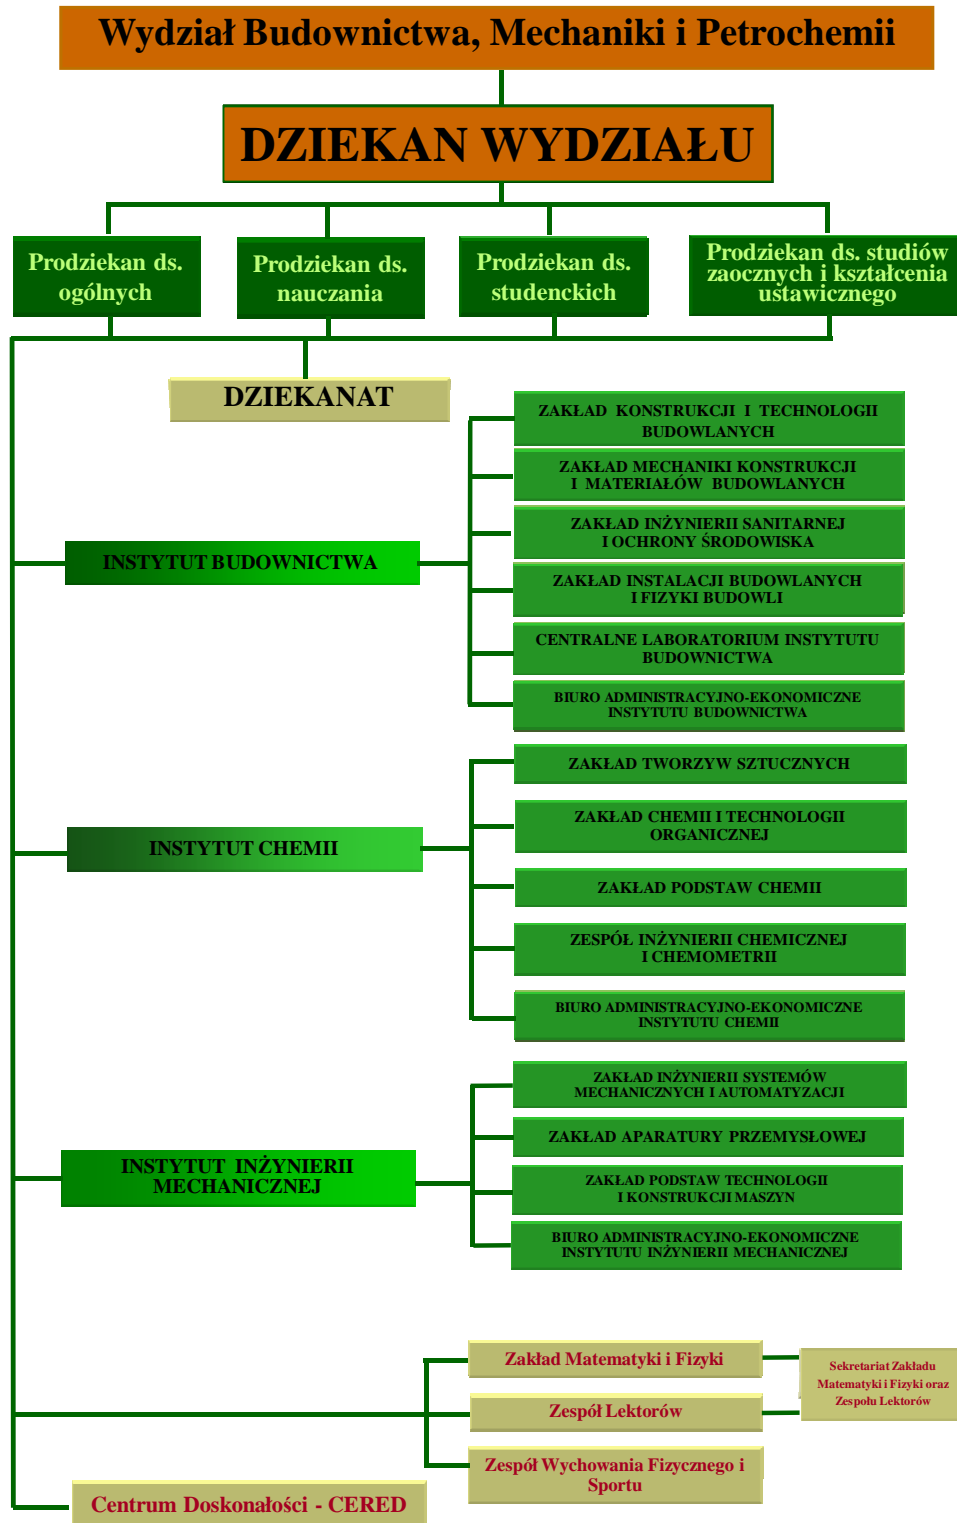 Wydział Budownictwa, Mechaniki i Petrochemii
DZIEKAN WYDZIAŁU
Prodziekan ds.
ogólnych
Prodziekan ds.
nauczania
Prodziekan ds.
studenckich
Prodziekan ds. studiów
zaocznych i kształcenia
ustawicznego
DZIEKANAT
ZAKŁAD KONSTRUKCJI I TECHNOLOGII
BUDOWLANYCH
ZAKŁAD MECHANIKI KONSTRUKCJI
I MATERIAŁÓW BUDOWLANYCH
ZAKŁAD INŻYNIERII SANITARNEJ
I OCHRONY ŚRODOWISKA
INSTYTUT BUDOWNICTWA
ZAKŁAD INSTALACJI BUDOWLANYCH
I FIZYKI BUDOWLI
CENTRALNE LABORATORIUM INSTYTUTU
BUDOWNICTWA
BIURO ADMINISTRACYJNO-EKONOMICZNE
INSTYTUTU BUDOWNICTWA
ZAKŁAD TWORZYW SZTUCZNYCH
ZAKŁAD CHEMII I TECHNOLOGII
ORGANICZNEJ
INSTYTUT CHEMII
ZAKŁAD PODSTAW CHEMII
ZESPÓŁ INŻYNIERII CHEMICZNEJ
I CHEMOMETRII
BIURO ADMINISTRACYJNO-EKONOMICZNE
INSTYTUTU CHEMII
ZAKŁAD INŻYNIERII SYSTEMÓW
MECHANICZNYCH I AUTOMATYZACJI
ZAKŁAD APARATURY PRZEMYSŁOWEJ
INSTYTUT INŻYNIERII
MECHANICZNEJ
ZAKŁAD PODSTAW TECHNOLOGII
I KONSTRUKCJI MASZYN
BIURO ADMINISTRACYJNO-EKONOMICZNE
INSTYTUTU INŻYNIERII MECHANICZNEJ
Zakład Matematyki i Fizyki
Sekretariat Zakładu
Matematyki i Fizyki oraz
Zespołu Lektorów
Zespół Lektorów
Zespół Wychowania Fizycznego i
Sportu
Centrum Doskonałości - CERED